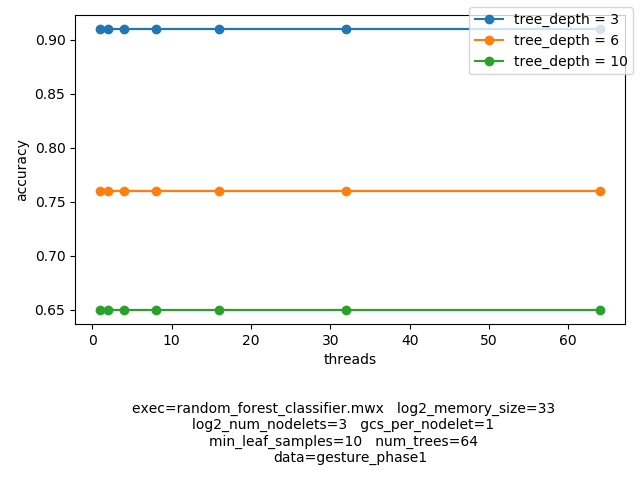 tree_depth = 3
tree_depth = 6
tree_depth = 10
accuracy
0.90
0.85
0.80
0.75
0.70
0.65
0 10 20 30 40 50 60
threads
exec=random_forest_classifier.mwx log2_memory_size=33
log2_num_nodelets=3 gcs_per_nodelet=1
min_leaf_samples=10 num_trees=64
data=gesture_phase1